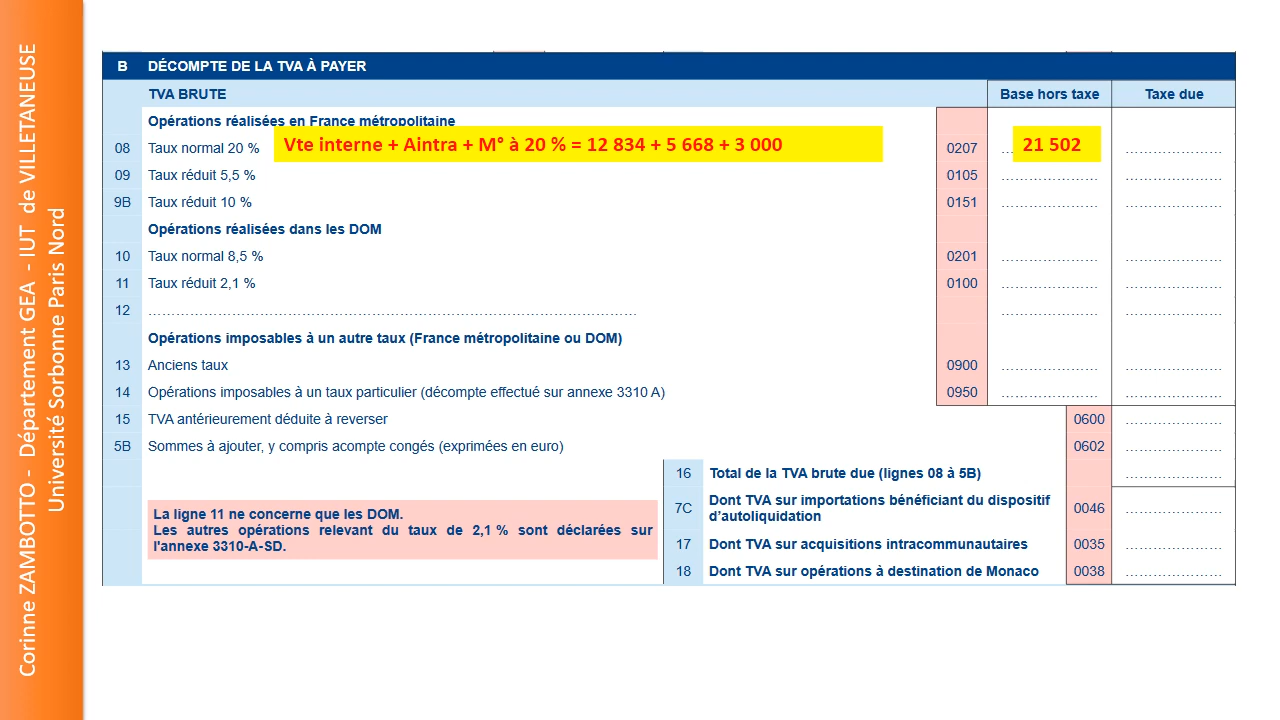 Corinne ZAMBOTTO - Département GEA - IUT de VILLETANEUSE
Université Sorbonne Paris Nord
B DÉCOMPTE DE LA TVA À PAYER
TVA BRUTE Base hors taxe Taxe due
Opérations réalisées en France métropolitaine
08 Taux normal 20 % Vte interne + Aintra + M° à 20 % = 12 834 + 5 668 + 3 000 0207 21 502
09 Taux réduit 5,5 % 0105
9B Taux réduit 10 % 0151
Opérations réalisées dans les DOM
10 Taux normal 8,5 % 0201
11 Taux réduit 2,1 % 0100
12
Opérations imposables à un autre taux (France métropolitaine ou DOM)
13 Anciens taux 0900
14 Opérations imposables à un taux particulier (décompte effectué sur annexe 3310 A) 0950
15 TVA antérieurement déduite à reverser 0600
5B Sommes à ajouter, y compris acompte congés (exprimées en euro) 0602
16 Total de la TVA brute due (lignes 08 à 5B)
7C Dont TVA sur importations bénéficiant du dispositif
d'autoliquidation 0046
17 Dont TVA sur acquisitions intracommunautaires 0035
18 Dont TVA sur opérations à destination de Monaco 0038
La ligne 11 ne concerne que les DOM.
Les autres opérations relevant du taux de 2,1 % sont déclarées sur
l'annexe 3310-A-SD.